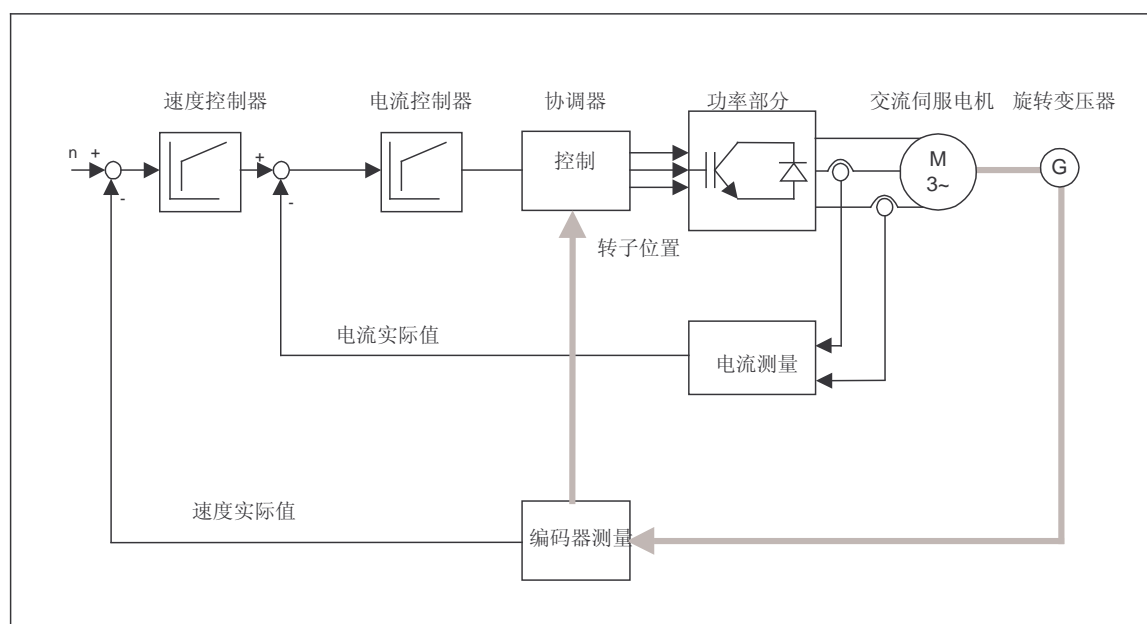 速度控制器
电流控制器
协调器
功率部分
交流伺服电机
旋转变压器
n
+
-
+
-
控制
M
3~
G
转子位置
电流实际值
电流测量
速度实际值
编码器测量